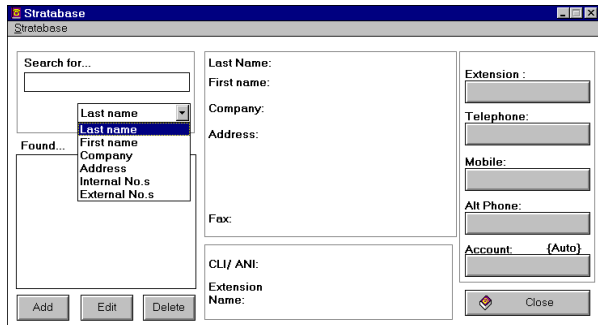 Stratabase
Stratabase
Search for...
Last name
Last name
First name
Company
Address
Internal No.s
External No.s
Found...
Add
Edit
Delete
Last Name:
First name:
Company:
Address:
Fax:
CLI/ ANI:
Extension
Name:
Extension :
Telephone:
Mobile:
Alt Phone:
Account: {Auto}
Close